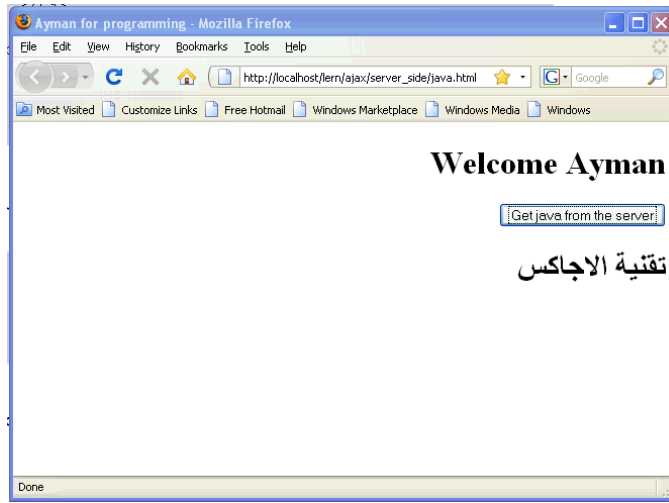 Ayman for programming - Mozilla Firefox
File Edit View History Bookmarks Tools Help
http://localhost/lern/ajax/server_side/java.html G Google
Most Visited Customize Links Free Hotmail Windows Marketplace Windows Media Windows
Welcome Ayman
Get java from the server
تقنية الاجاكس
Done